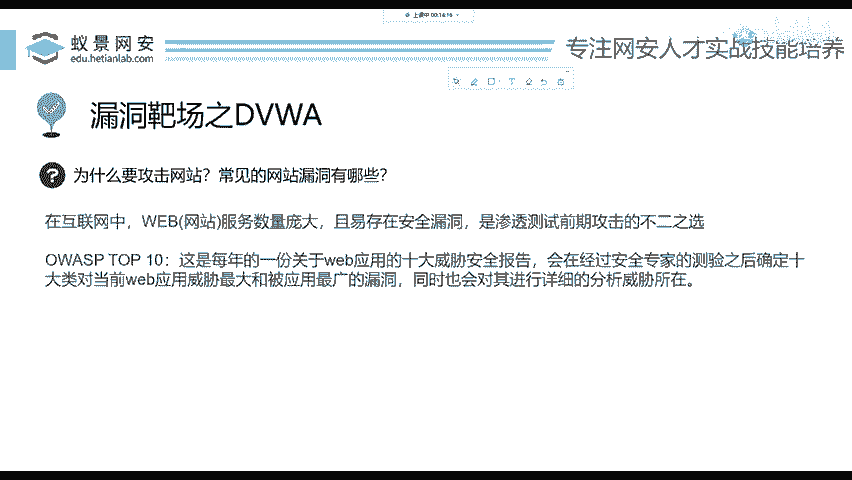 上课中 00:14:16
蚁景网安
edu.hetianlab.com
专注网安人才实战技能培养
漏洞靶场之DVWA
为什么要攻击网站？常见的网站漏洞有哪些？
在互联网中，WEB(网站)服务数量庞大，且易存在安全漏洞，是渗透测试前期攻击的不二之选
OWASP TOP 10：这是每年的一份关于web应用的十大威胁安全报告，会在经过安全专家的测验之后确定十
大类对当前web应用威胁最大和被应用最广的漏洞，同时也会对其进行详细的分析威胁所在。